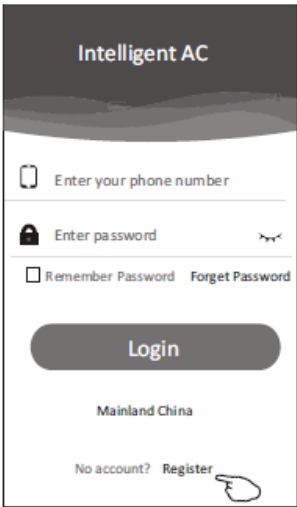 Intelligent AC
Enter your phone number
Enter password
Remember Password Forget Password
Login
Mainland China
No account? Register